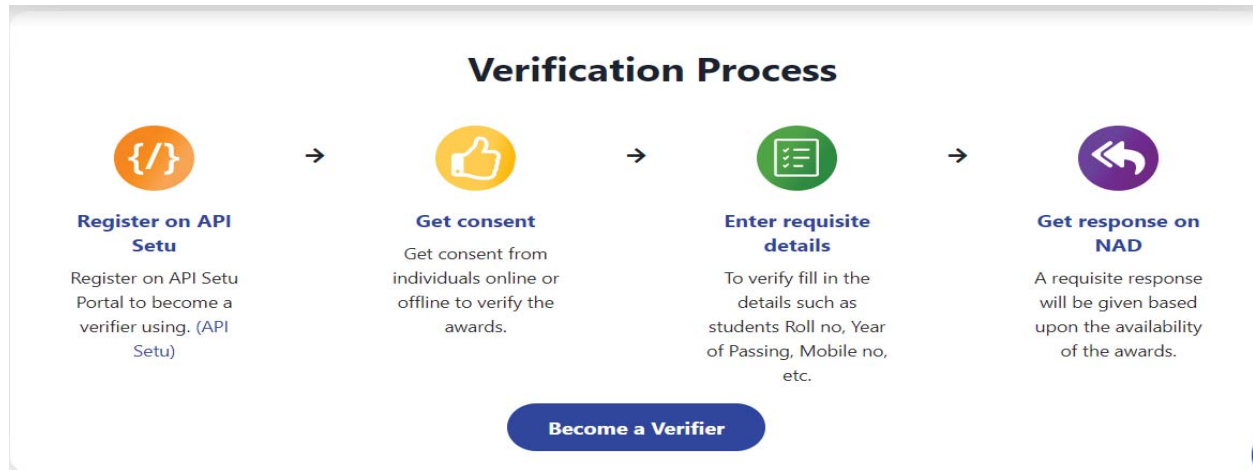 Verification Process
{/}
Register on API
Setu
Register on API Setu
Portal to become a
verifier using. (API
Setu)
Get consent
Get consent from
individuals online or
offline to verify the
awards.
Enter requisite
details
To verify fill in the
details such as
students Roll no, Year
of Passing, Mobile no,
etc.
Get response on
NAD
A requisite response
will be given based
upon the availability
of the awards.
Become a Verifier